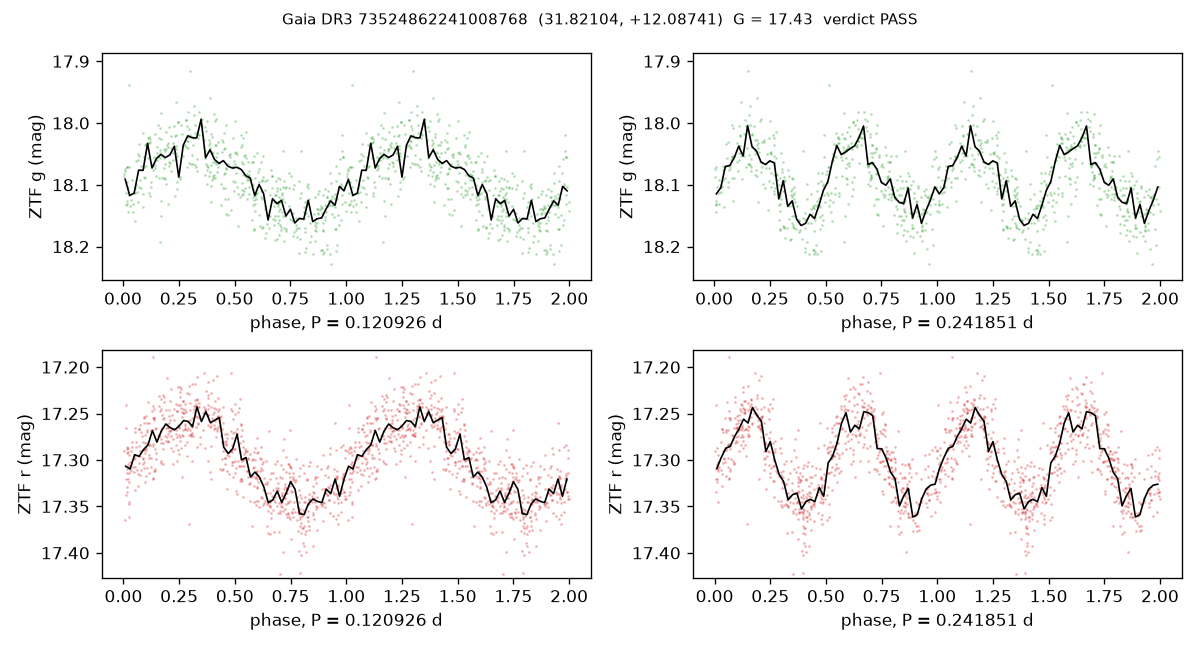 Gaia DR3 73524862241008768  (31.82104, +12.08741)  G = 17.43  verdict PASS
ZTF g (mag)
17.9
18.0
18.1
18.2
0.00 0.25 0.50 0.75 1.00 1.25 1.50 1.75 2.00
phase, P = 0.120926 d
ZTF g (mag)
17.9
18.0
18.1
18.2
0.00 0.25 0.50 0.75 1.00 1.25 1.50 1.75 2.00
phase, P = 0.241851 d
ZTF r (mag)
17.20
17.25
17.30
17.35
17.40
0.00 0.25 0.50 0.75 1.00 1.25 1.50 1.75 2.00
phase, P = 0.120926 d
ZTF r (mag)
17.20
17.25
17.30
17.35
17.40
0.00 0.25 0.50 0.75 1.00 1.25 1.50 1.75 2.00
phase, P = 0.241851 d